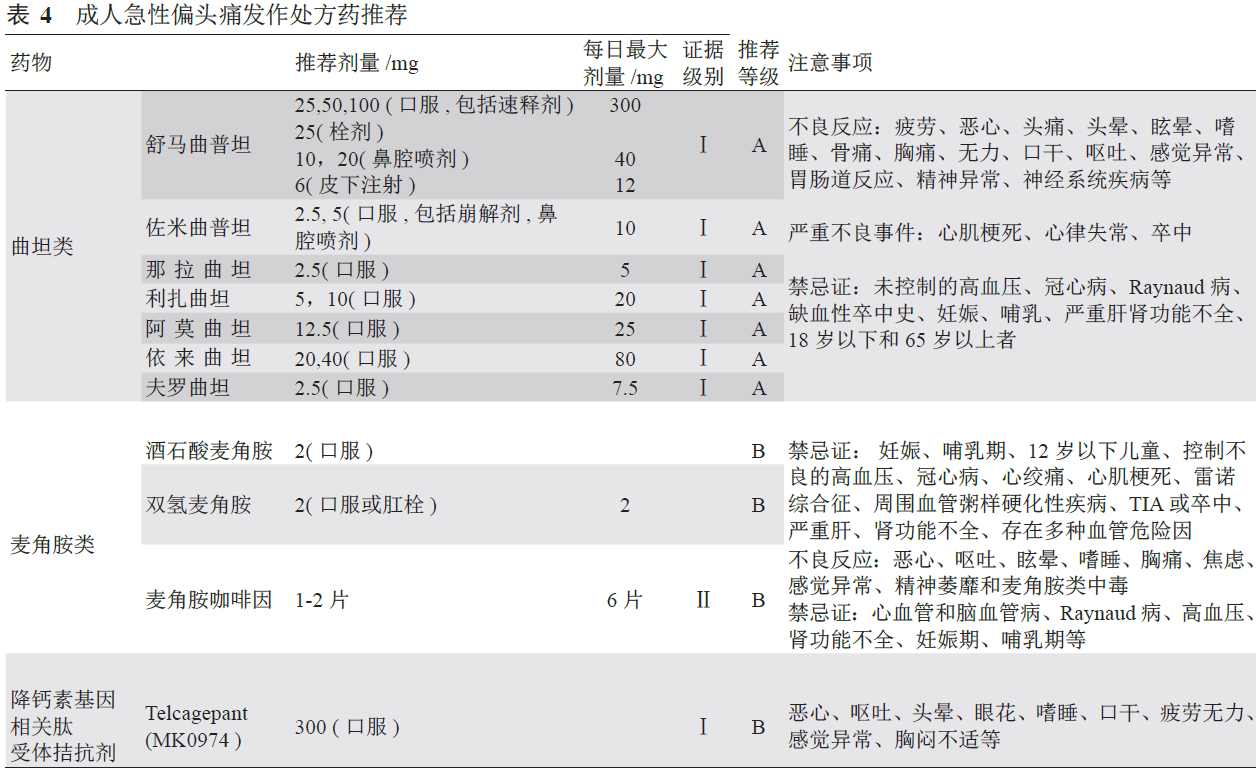 表 4 成人急性偏头痛发作处方药推荐
药物 推荐剂量 /mg 每日最大剂量 /mg 证据级别 推荐等级 注意事项
曲坦类
舒马曲普坦
25,50,100 ( 口服 , 包括速释剂 ) 300
25( 栓剂 )
10，20( 鼻腔喷剂 ) 40
6( 皮下注射 ) 12
Ⅰ A
佐米曲普坦
2.5, 5( 口服 , 包括崩解剂 , 鼻
腔喷剂 )
10 Ⅰ A
那拉曲坦 2.5( 口服 ) 5 Ⅰ A
利扎曲坦 5，10( 口服 ) 20 Ⅰ A
阿莫曲坦 12.5( 口服 ) 25 Ⅰ A
依来曲坦 20,40( 口服 ) 80 Ⅰ A
夫罗曲坦 2.5( 口服 ) 7.5 Ⅰ A
不良反应：疲劳、恶心、头痛、头晕、眩晕、嗜
睡、骨痛、胸痛、无力、口干、呕吐、感觉异常、
胃肠道反应、精神异常、神经系统疾病等
严重不良事件：心肌梗死、心律失常、卒中
禁忌证：未控制的高血压、冠心病、Raynaud 病、
缺血性卒中史、妊娠、哺乳、严重肝肾功能不全、
18 岁以下和 65 岁以上者
麦角胺类
酒石酸麦角胺 2( 口服 ) B
双氢麦角胺 2( 口服或肛栓 ) 2 B
禁忌证： 妊娠、哺乳期、12 岁以下儿童、控制不
良的高血压、冠心病、心绞痛、心肌梗死、雷诺
综合征、周围血管粥样硬化性疾病、TIA 或卒中、
严重肝、肾功能不全、存在多种血管危险因
麦角胺咖啡因 1-2 片 6 片 Ⅱ B
不良反应：恶心、呕吐、眩晕、嗜睡、胸痛、焦虑、
感觉异常、精神萎靡和麦角胺类中毒
禁忌证：心血管和脑血管病、Raynaud 病、高血压、
肾功能不全、妊娠期、哺乳期等
降钙素基因
相关肽
受体拮抗剂
Telcagepant
(MK0974 )
300 ( 口服 ) Ⅰ B
恶心、呕吐、头晕、眼花、嗜睡、口干、疲劳无力、
感觉异常、胸闷不适等